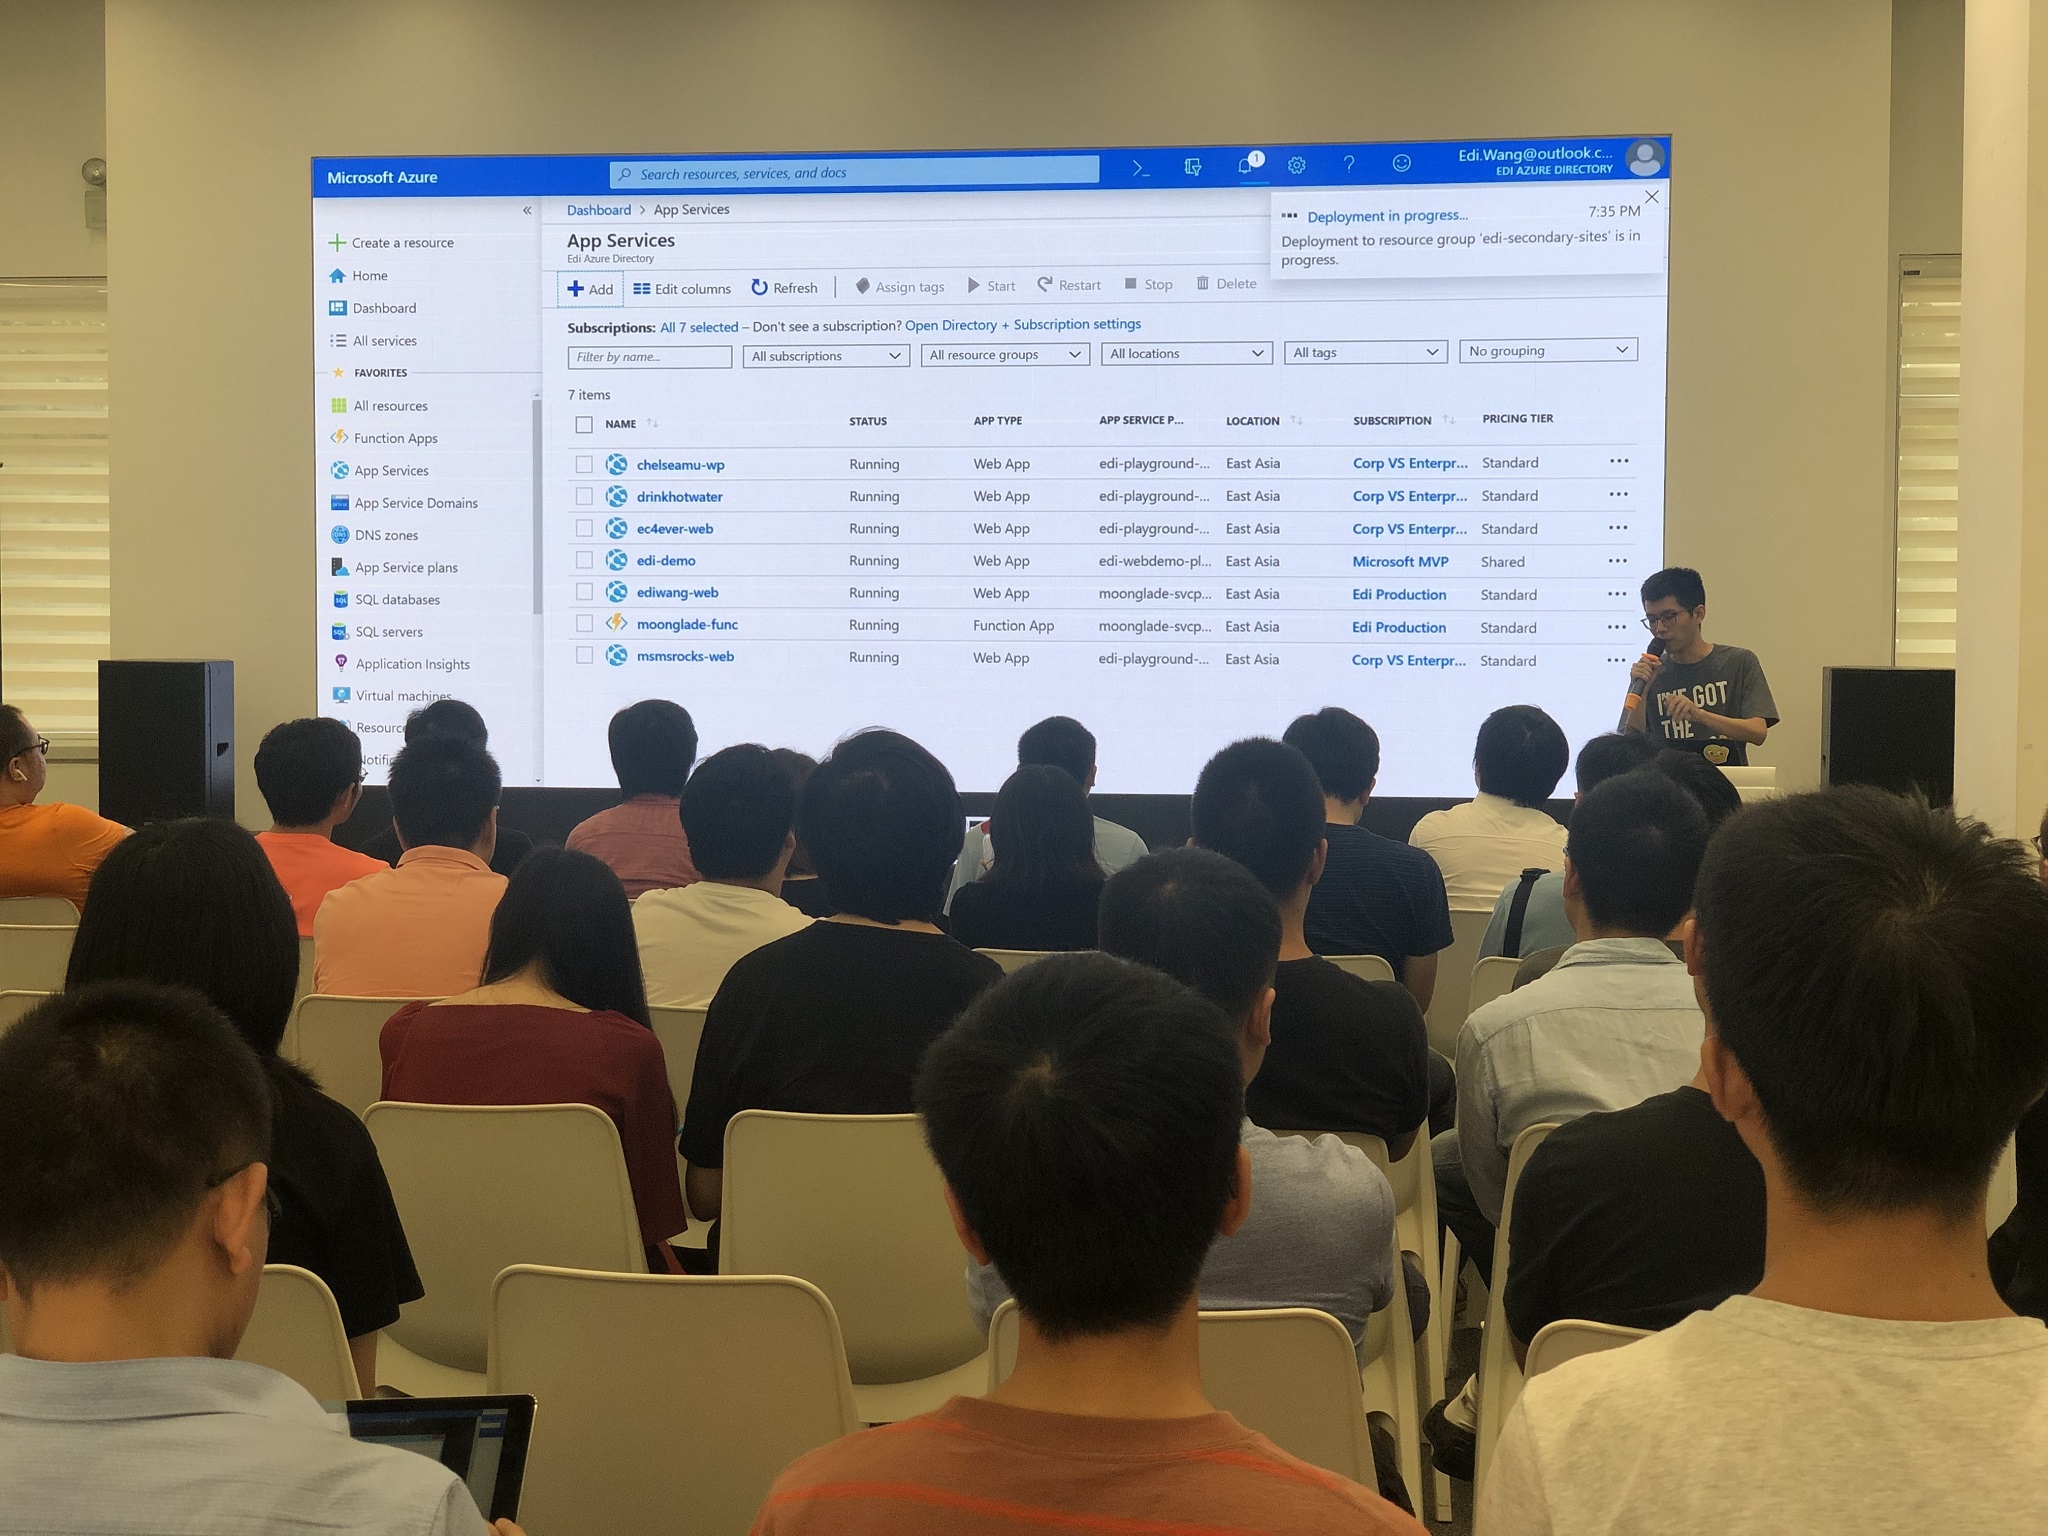 Microsoft Azure
Search resources, services, and docs
1
Edi.Wang@outlook.c...
EDI AZURE DIRECTORY
Create a resource
Home
Dashboard
All services
FAVORITES
All resources
Function Apps
App Services
App Service Domains
DNS zones
App Service plans
SQL databases
SQL servers
Application Insights
Virtual machines
Resource
Dashboard > App Services
App Services
Edi Azure Directory
Add Edit columns Refresh Assign tags Start Restart Stop Delete
Deployment in progress... 7:35 PM
Deployment to resource group 'edi-secondary-sites' is in
progress.
Subscriptions: All 7 selected – Don't see a subscription? Open Directory + Subscription settings
Filter by name... All subscriptions All resource groups All locations All tags No grouping
7 items
NAME STATUS APP TYPE APP SERVICE P... LOCATION SUBSCRIPTION PRICING TIER
chelseamu-wp Running Web App edi-playground-... East Asia Corp VS Enterpr... Standard
drinkhotwater Running Web App edi-playground-... East Asia Corp VS Enterpr... Standard
ec4ever-web Running Web App edi-playground-... East Asia Corp VS Enterpr... Standard
edi-demo Running Web App edi-webdemo-pl... East Asia Microsoft MVP Shared
ediwang-web Running Web App moonglade-svcp... East Asia Edi Production Standard
moonglade-func Running Function App moonglade-svcp... East Asia Edi Production Standard
msmsrocks-web Running Web App edi-playground-... East Asia Corp VS Enterpr... Standard
I'VE GOT
THE